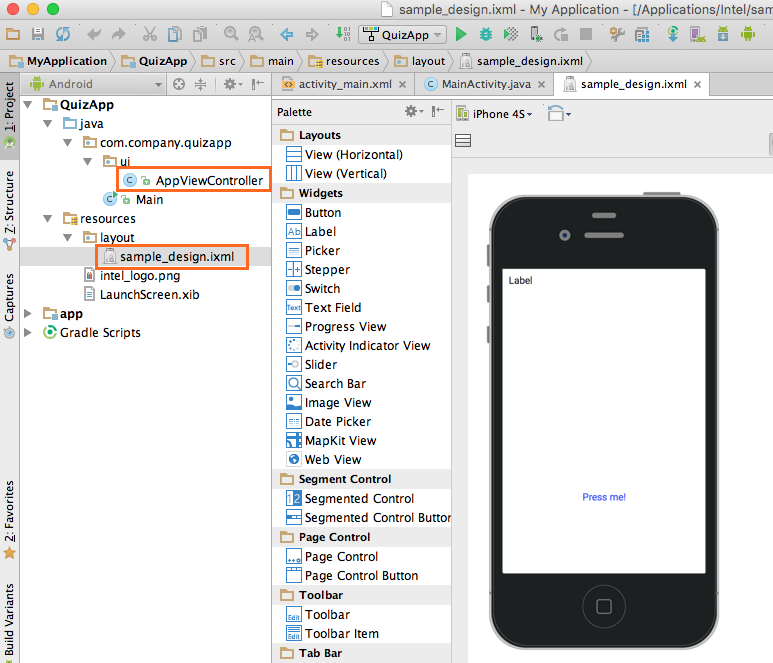 sample_design.ixml - My Application - [/Applications/Intel/sam
QuizApp
MyApplication
QuizApp
src
main
resources
layout
sample_design.ixml
1: Project
Z: Structure
Captures
2: Favorites
Build Variants
Android
QuizApp
java
com.company.quizapp
ui
AppViewController
Main
resources
layout
sample_design.ixml
intel_logo.png
LaunchScreen.xib
app
Gradle Scripts
activity_main.xml
MainActivity.java
sample_design.ixml
Palette
Layouts
View (Horizontal)
View (Vertical)
Widgets
Button
Label
Picker
Stepper
Switch
Text Field
Progress View
Activity Indicator View
Slider
Search Bar
Image View
Date Picker
MapKit View
Web View
Segment Control
Segmented Control
Segmented Control Button
Page Control
Page Control
Page Control Button
Toolbar
Toolbar
Toolbar Item
Tab Bar
iPhone 4S
Label
Press me!